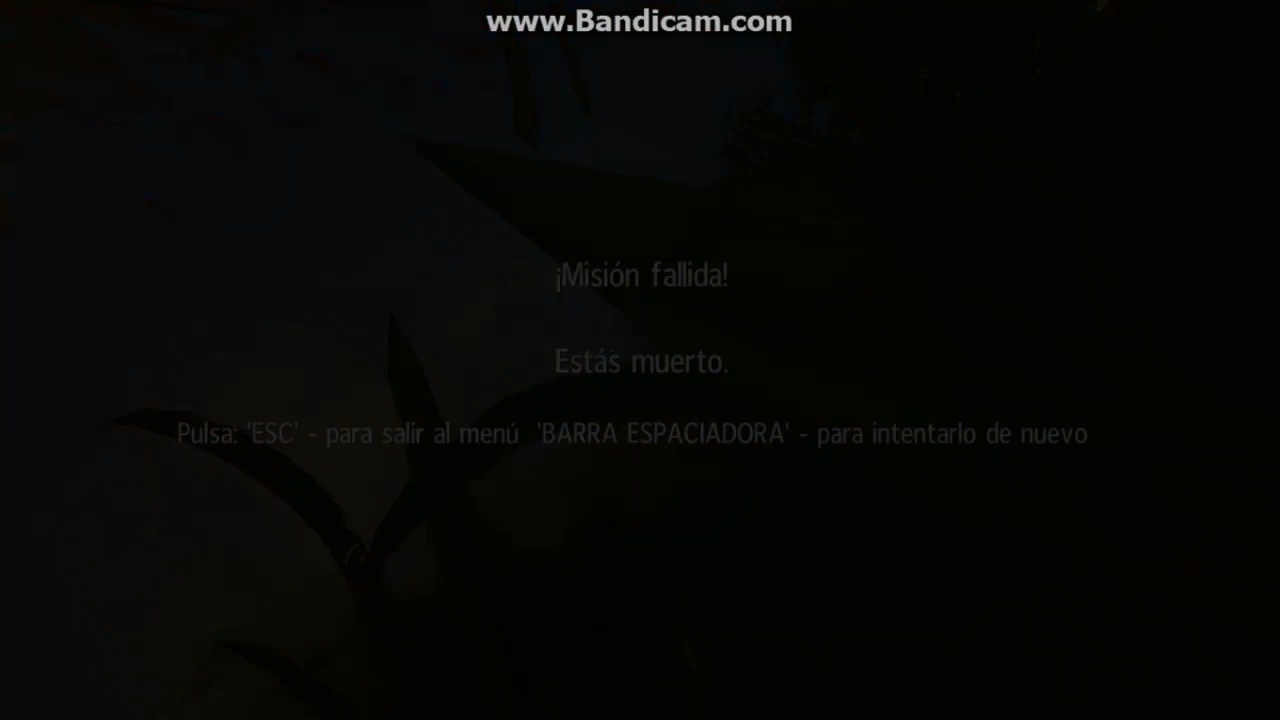 www.Bandicam.com
¡Misión fallida!
Estás muerto.
Pulsa: 'ESC' - para salir al menú 'BARRA ESPACIADORA' - para intentarlo de nuevo